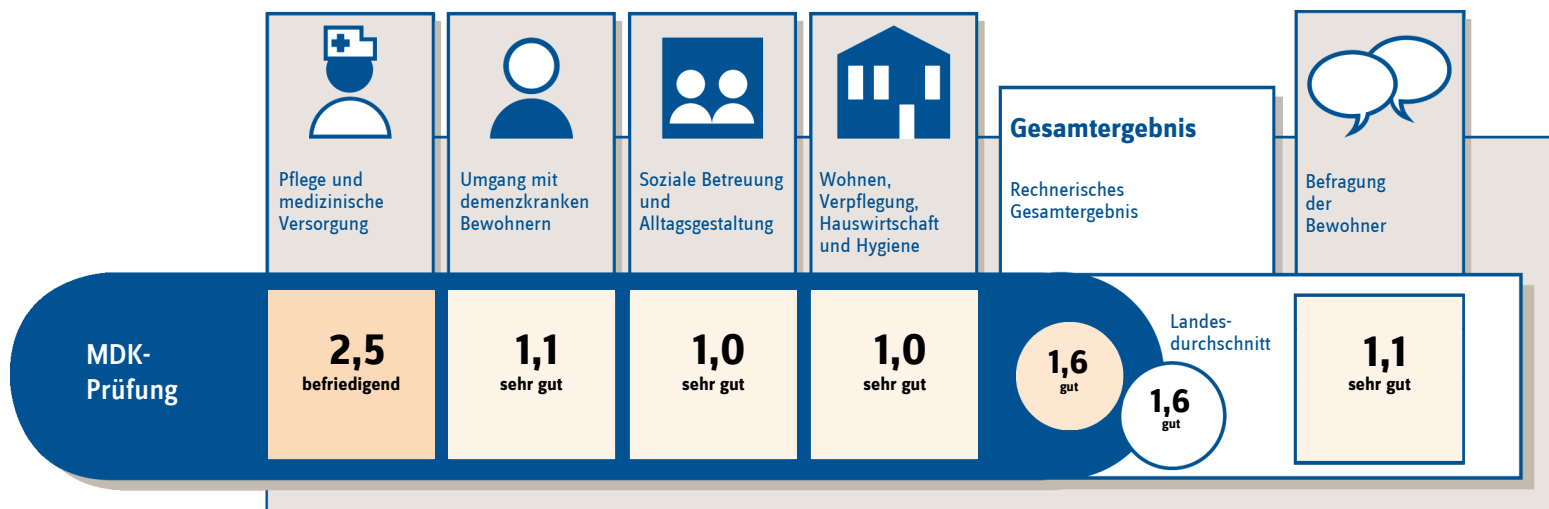 Pflege und
medizinische
Versorgung
Umgang mit
demenzkranken
Bewohnern
Soziale Betreuung
und
Alltagsgestaltung
Wohnen,
Verpflegung,
Hauswirtschaft
und Hygiene
Gesamtergebnis
Rechnerisches
Gesamtergebnis
Befragung
der
Bewohner
MDK-
Prüfung
2,5
befriedigend
1,1
sehr gut
1,0
sehr gut
1,0
sehr gut
1,6
gut
Landes-
durchschnitt
1,6
gut
1,1
sehr gut